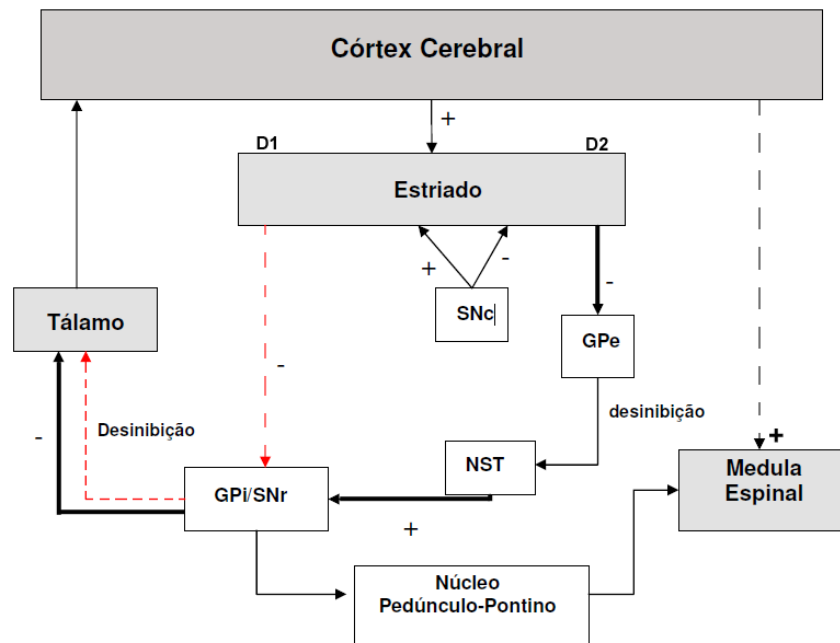 Córtex Cerebral
+
D1
D2
Estriado
+
-
-
SNc
GPe
Tálamo
-
desinibição
-
Desinibição
+
NST
Medula
Espinal
GPi/SNr
+
Núcleo
Pedúnculo-Pontino